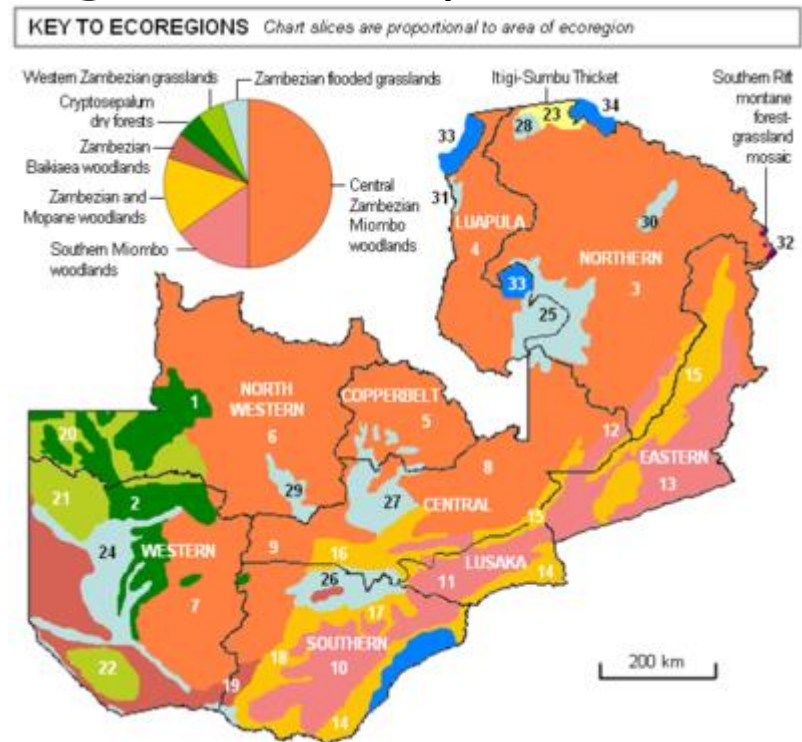 KEY TO ECOREGIONS Chart slices are proportional to area of ecoregion
Western Zambezian grasslands
Zambezian flooded grasslands
Cryptosepalum
dry forests
Zambezian
Baikiaea woodlands
Zambezian and
Mopane woodlands
Southern Miombo
woodlands
Central
Zambezian
Miombo
woodlands
Itigi-Sumbu Thicket
Southern Rift
montane
forest-
grassland
mosaic
33
28
23
34
31
LUAPULA
4
30
NORTHERN
3
32
33
25
15
1
NORTH
WESTERN
6
COPPERBELT
5
12
EASTERN
13
20
8
21
2
29
27
CENTRAL
15
24
WESTERN
7
9
16
LUSAKA
11
14
26
17
SOUTHERN
10
18
22
19
14
200 km